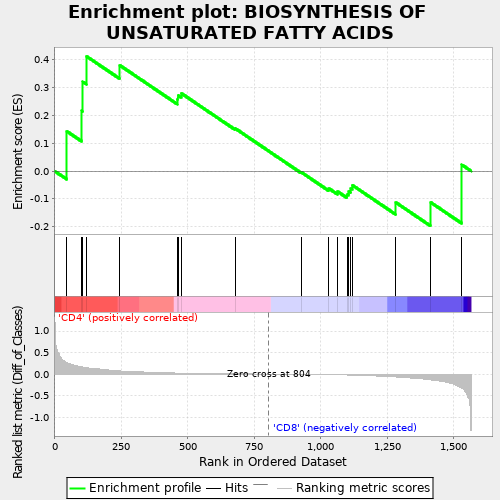 Enrichment plot: BIOSYNTHESIS OF
UNSATURATED FATTY ACIDS
Enrichment score (ES)
0.4
0.3
0.2
0.1
0.0
-0.1
-0.2
Ranked list metric (Diff_of_Classes)
'CD4' (positively correlated)
1.0
0.5
0.0
-0.5
-1.0
Zero cross at 804
'CD8' (negatively correlated)
0 250 500 750 1,000 1,250 1,500
Rank in Ordered Dataset
Enrichment profile Hits Ranking metric scores